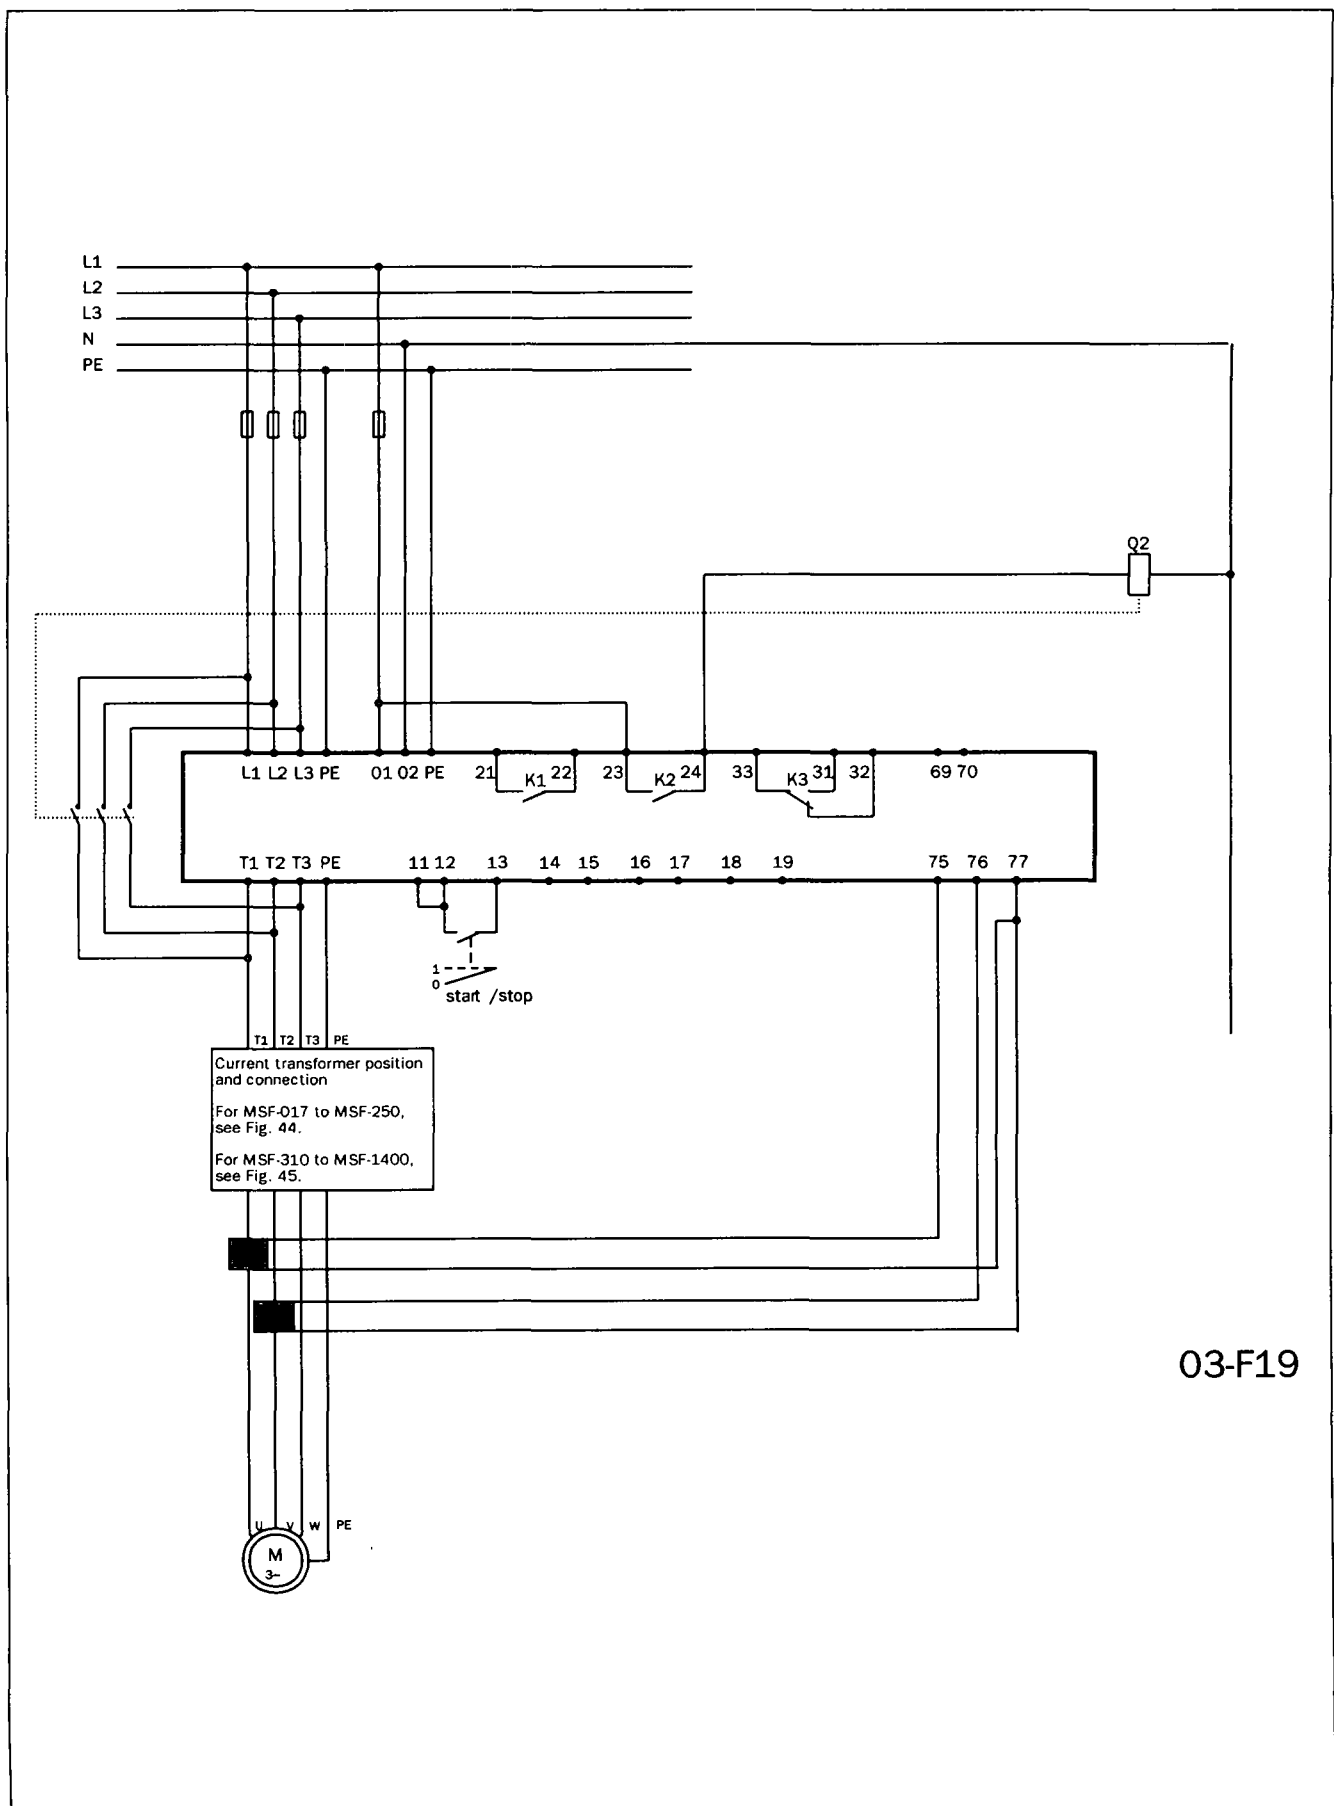 L1
L2
L3
N
PE
Q2
L1 L2 L3 PE 01 02 PE 21 K1 22 23 K2 24 33 K3 31 32 69 70
T1 T2 T3 PE 11 12 13 14 15 16 17 18 19 75 76 77
1
0
start /stop
T1 T2 T3 PE
Current transformer position
and connection
For MSF-017 to MSF-250,
see Fig. 44.
For MSF-310 to MSF-1400,
see Fig. 45.
03-F19
U V W PE
M
3~